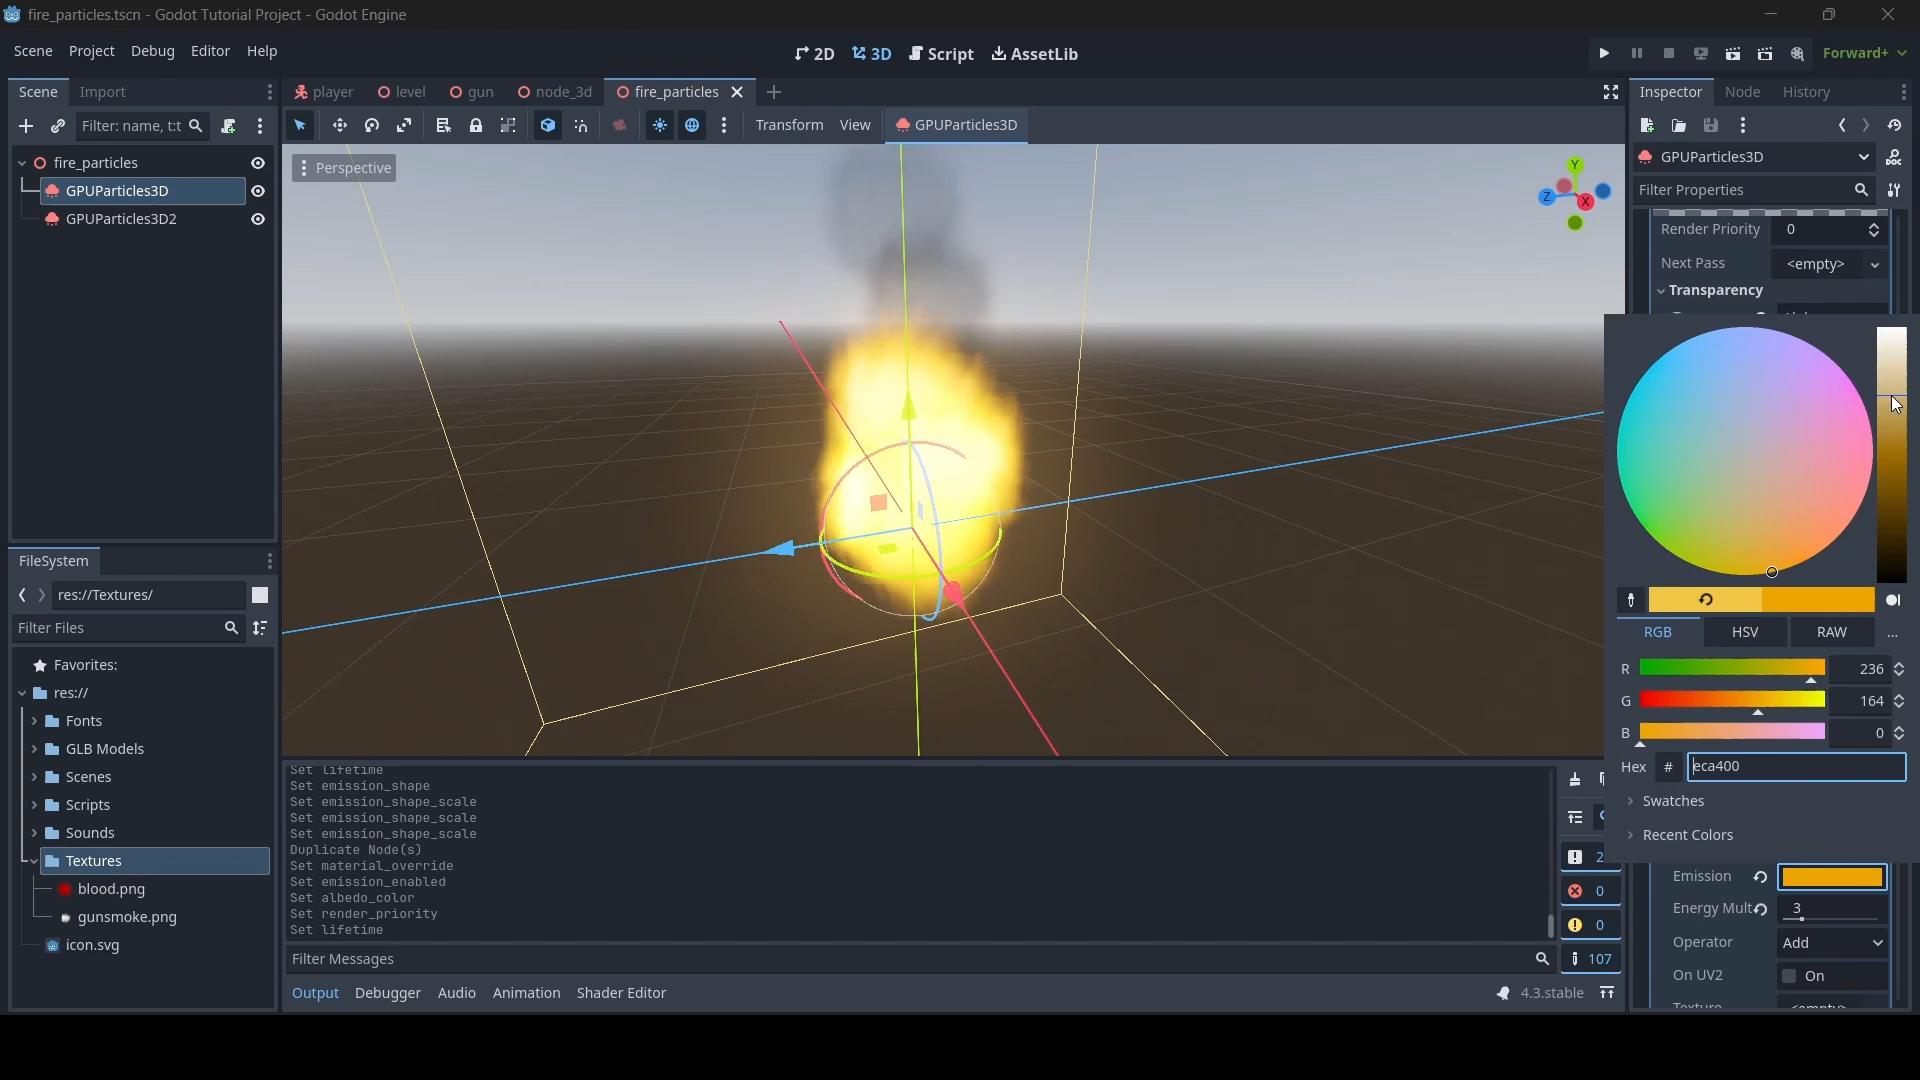 fire_particles.tscn - Godot Tutorial Project - Godot Engine
Scene Project Debug Editor Help
2D 3D Script AssetLib
Forward+
Scene Import
player level gun node_3d fire_particles
Inspector Node History
Filter: name, t:t
Transform View GPUParticles3D
fire_particles
GPUParticles3D
GPUParticles3D2
Perspective
Y
Z
X
GPUParticles3D
Filter Properties
Render Priority 0
Next Pass <empty>
Transparency
RGB HSV RAW ...
R 236
G 164
B 0
Hex # eca400
Swatches
Recent Colors
Emission
Energy Mult 3
Operator Add
On UV2 On
Texture <empty>
FileSystem
res://Textures/
Filter Files
Favorites:
res://
Fonts
GLB Models
Scenes
Scripts
Sounds
Textures
blood.png
gunsmoke.png
icon.svg
Set lifetime
Set emission_shape
Set emission_shape_scale
Set emission_shape_scale
Set emission_shape_scale
Duplicate Node(s)
Set material_override
Set emission_enabled
Set albedo_color
Set render_priority
Set lifetime
2
0
0
107
Filter Messages
Output Debugger Audio Animation Shader Editor
4.3.stable